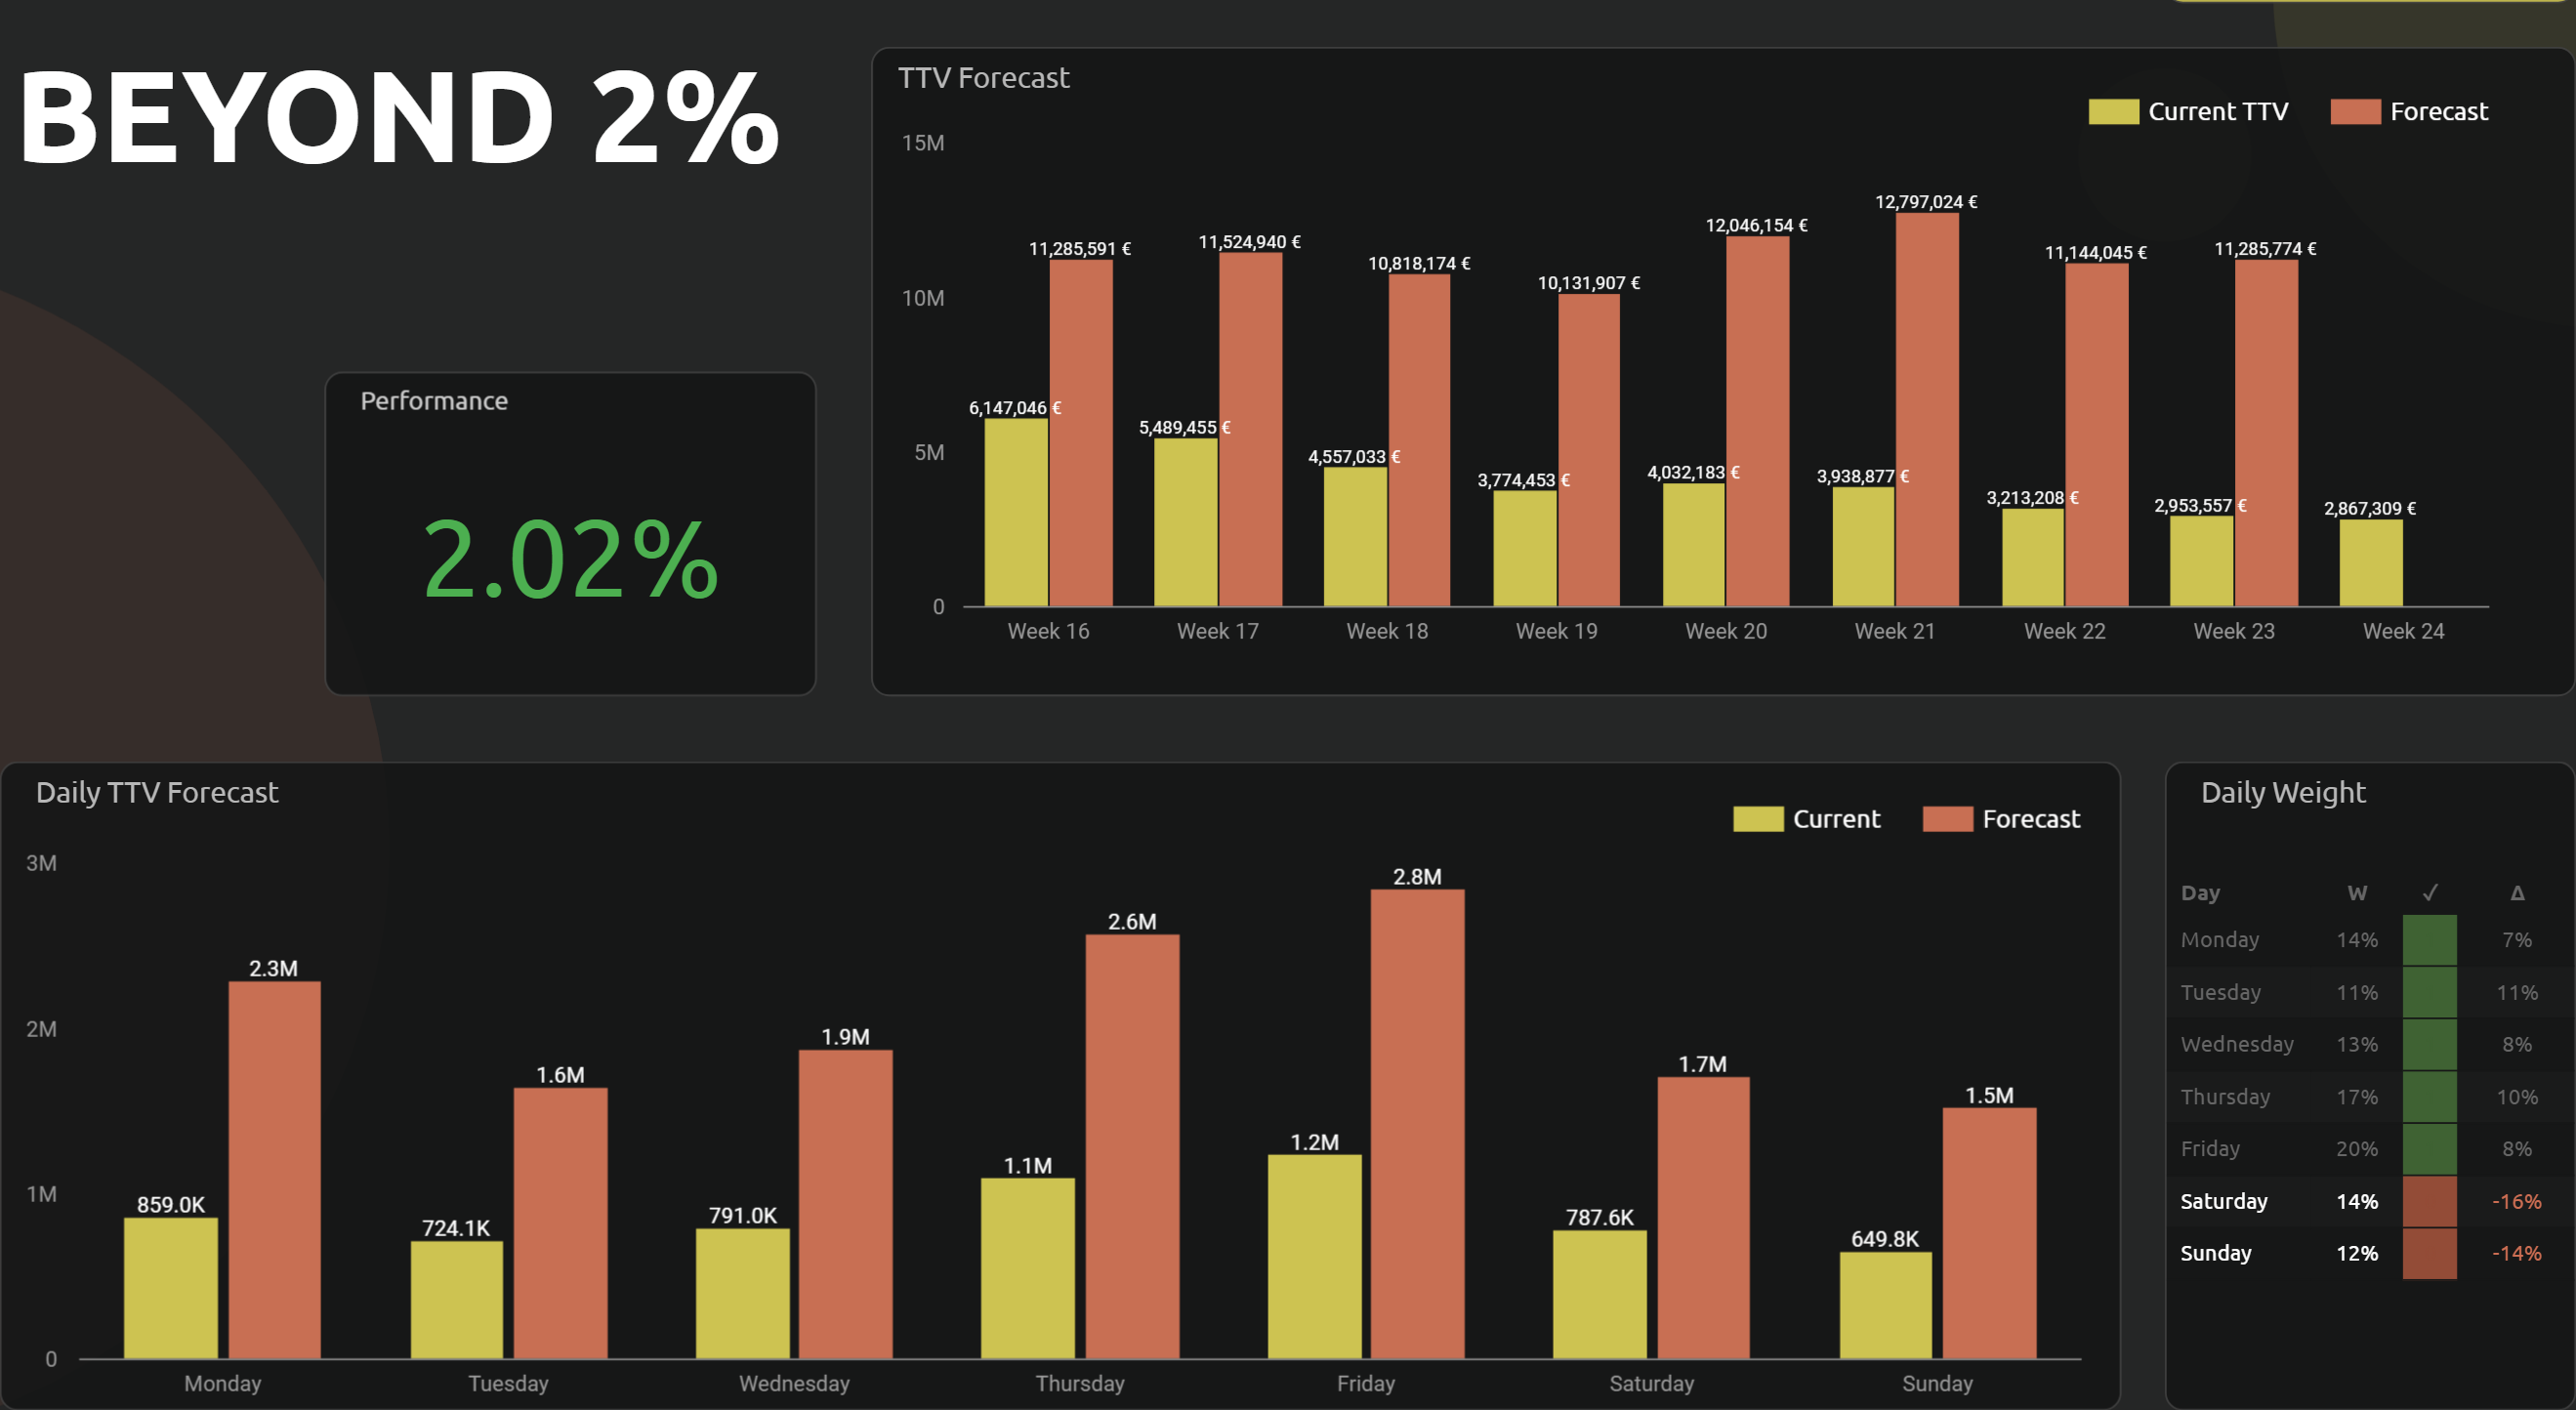 BEYOND 2%
Performance
2.02%
TTV Forecast
Current TTV Forecast
15M
10M
5M
0
6,147,046 € 11,285,591 €
5,489,455 € 11,524,940 €
4,557,033 € 10,818,174 €
3,774,453 € 10,131,907 €
4,032,183 € 12,046,154 €
3,938,877 € 12,797,024 €
3,213,208 € 11,144,045 €
2,953,557 € 11,285,774 €
2,867,309 €
Week 16 Week 17 Week 18 Week 19 Week 20 Week 21 Week 22 Week 23 Week 24
Daily TTV Forecast
Current Forecast
3M
2M
1M
0
859.0K 2.3M
724.1K 1.6M
791.0K 1.9M
1.1M 2.6M
1.2M 2.8M
787.6K 1.7M
649.8K 1.5M
Monday Tuesday Wednesday Thursday Friday Saturday Sunday
Daily Weight
Day W ✓ Δ
Monday 14% 7%
Tuesday 11% 11%
Wednesday 13% 8%
Thursday 17% 10%
Friday 20% 8%
Saturday 14% -16%
Sunday 12% -14%